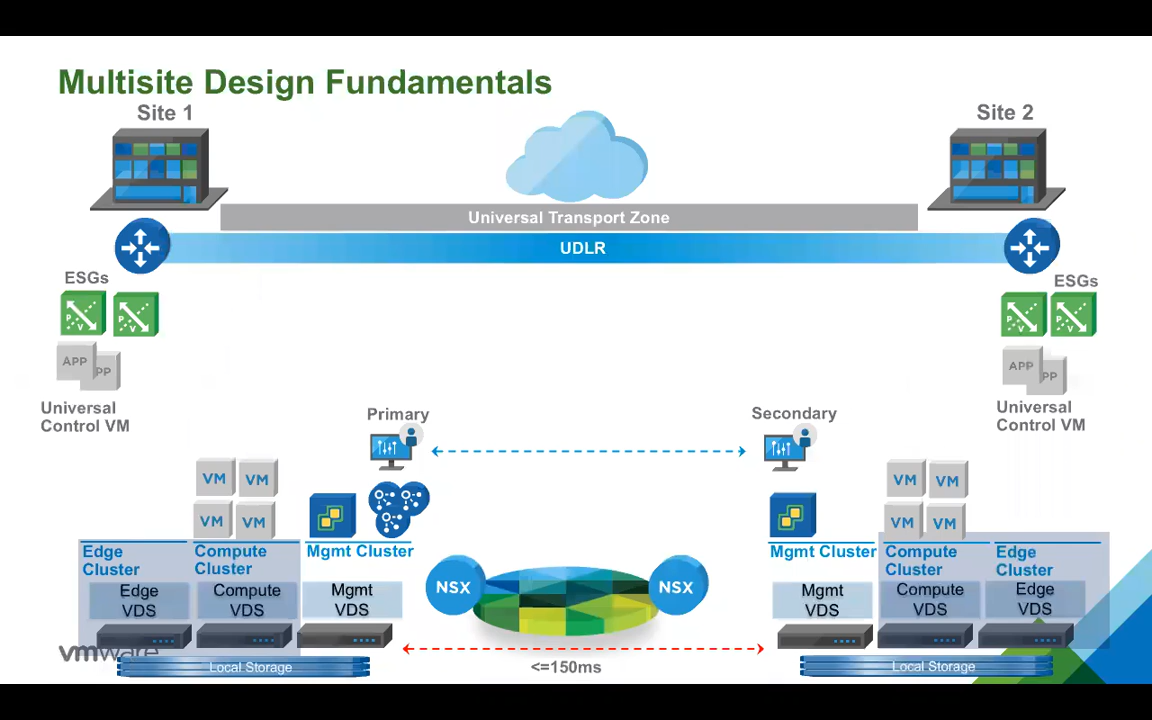 Multisite Design Fundamentals
Site 1
Site 2
Universal Transport Zone
UDLR
ESGs
ESGs
P V
P V
P V
P V
APP
PP
APP
PP
Universal
Control VM
Universal
Control VM
Primary
Secondary
VM VM
VM VM
VM VM
VM VM
Edge
Cluster
Compute
Cluster
Mgmt Cluster
Mgmt Cluster
Compute
Cluster
Edge
Cluster
Edge
VDS
Compute
VDS
Mgmt
VDS
NSX
NSX
Mgmt
VDS
Compute
VDS
Edge
VDS
vmware
Local Storage
<=150ms
Local Storage